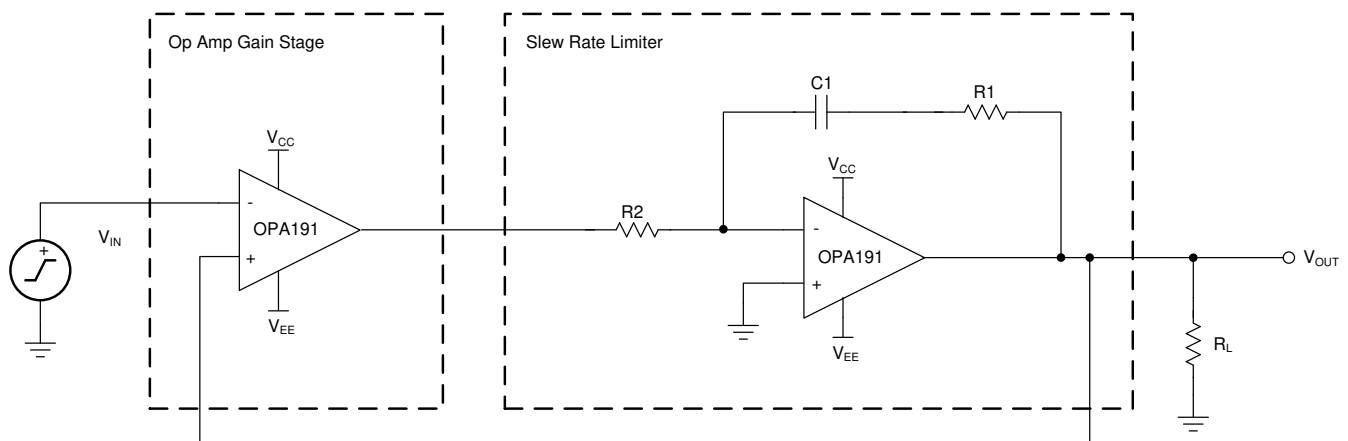 Op Amp Gain Stage
Slew Rate Limiter
C1
R1
VCC
VCC
R2
-
OPA191
+
VEE
-
OPA191
+
VEE
+
VIN
VOUT
RL